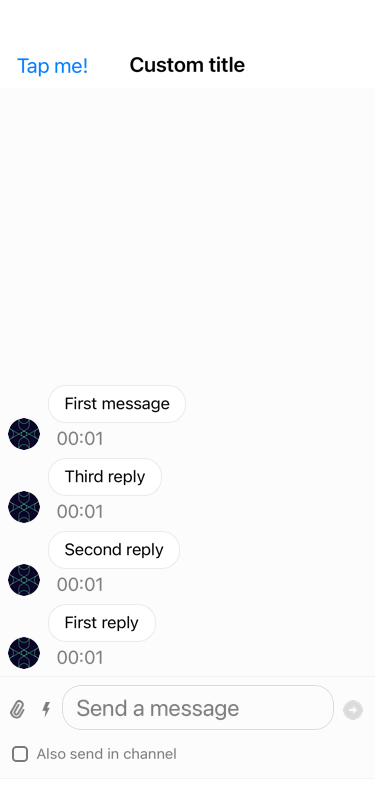 Tap me!
Custom title
First message
00:01
Third reply
00:01
Second reply
00:01
First reply
00:01
Send a message
Also send in channel